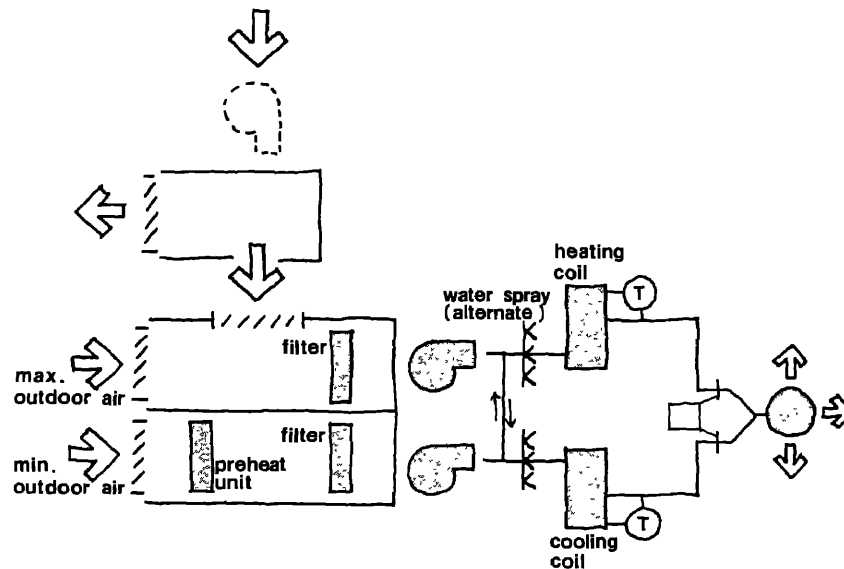 heating
coil
T
water spray
(alternate)
filter
max.
outdoor air
filter
min.
outdoor air
preheat
unit
T
cooling
coil